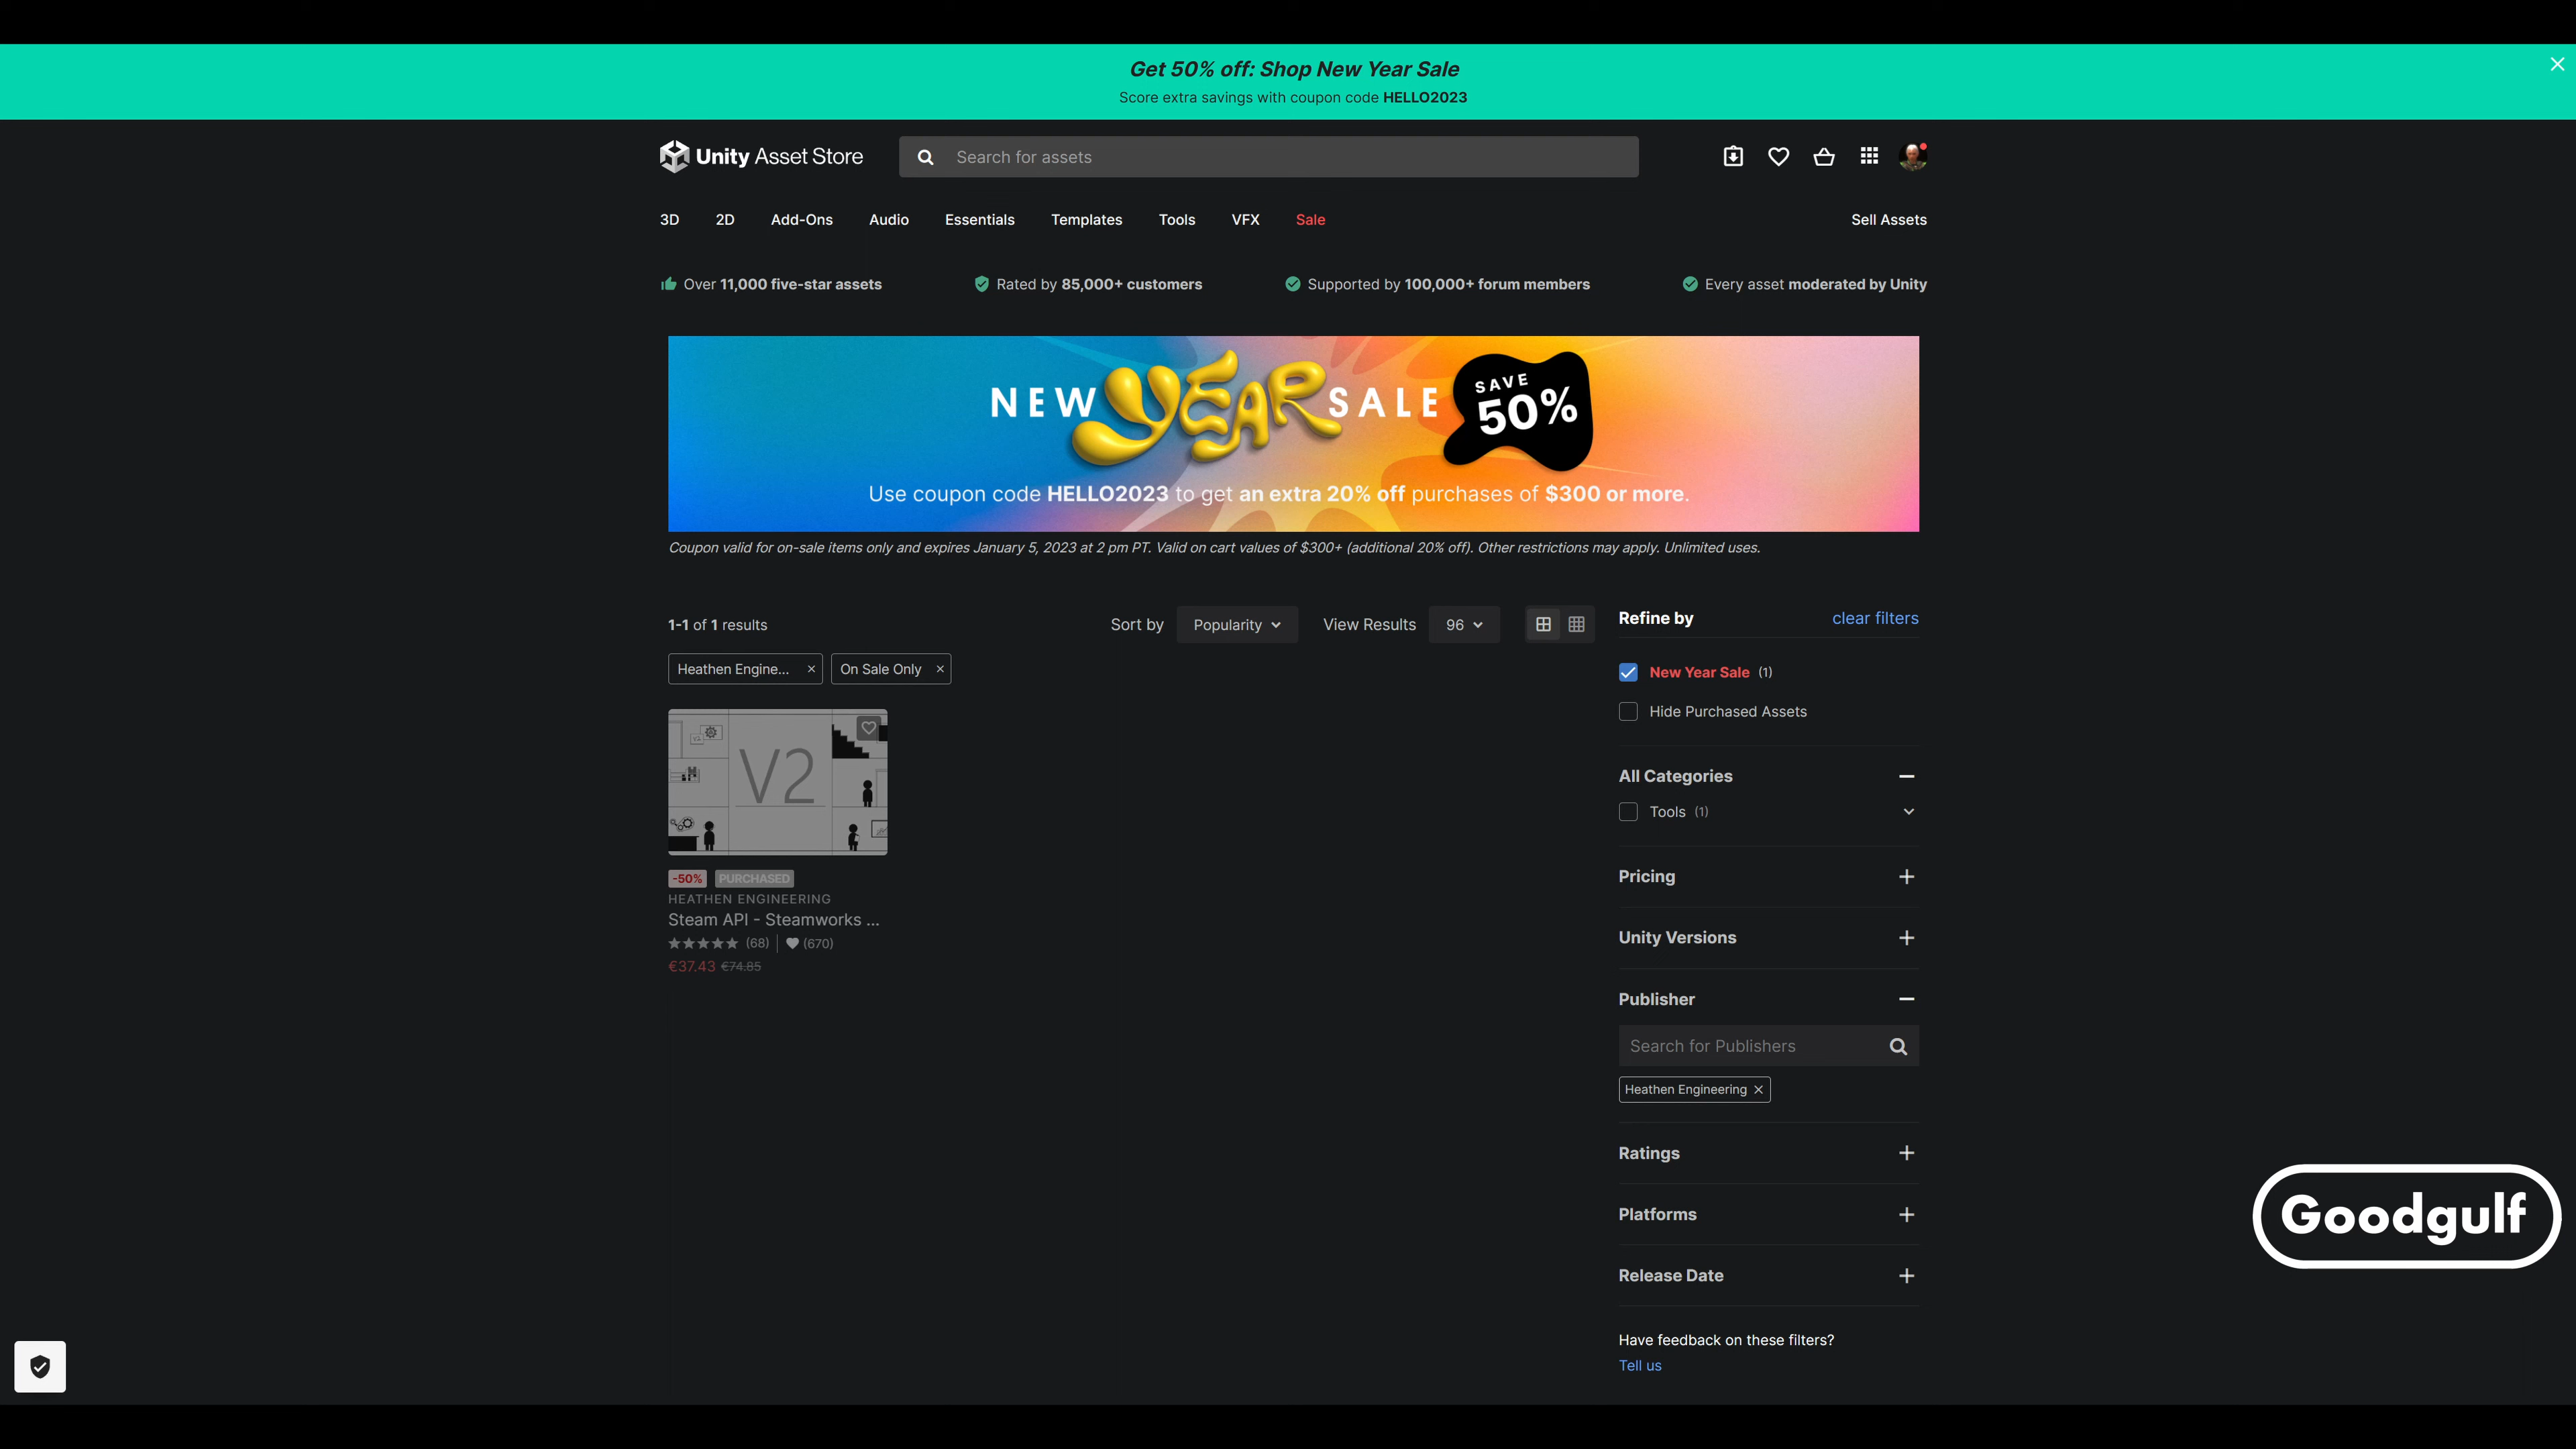 Get 50% off: Shop New Year Sale
Score extra savings with coupon code HELLO2023
Unity Asset Store
Search for assets
3D 2D Add-Ons Audio Essentials Templates Tools VFX Sale Sell Assets
Over 11,000 five-star assets Rated by 85,000+ customers Supported by 100,000+ forum members Every asset moderated by Unity
NEW YEAR SALE SAVE 50%
Use coupon code HELLO2023 to get an extra 20% off purchases of $300 or more.
Coupon valid for on-sale items only and expires January 5, 2023 at 2 pm PT. Valid on cart values of $300+ (additional 20% off). Other restrictions may apply. Unlimited uses.
1-1 of 1 results Sort by Popularity View Results 96
Heathen Engine... × On Sale Only ×
V2
-50% PURCHASED
HEATHEN ENGINEERING
Steam API - Steamworks ...
(68) (670)
€37.43 €74.85
Refine by clear filters
New Year Sale (1)
Hide Purchased Assets
All Categories
Tools (1)
Pricing
Unity Versions
Publisher
Search for Publishers
Heathen Engineering ×
Ratings
Platforms
Release Date
Have feedback on these filters?
Tell us
Goodgulf